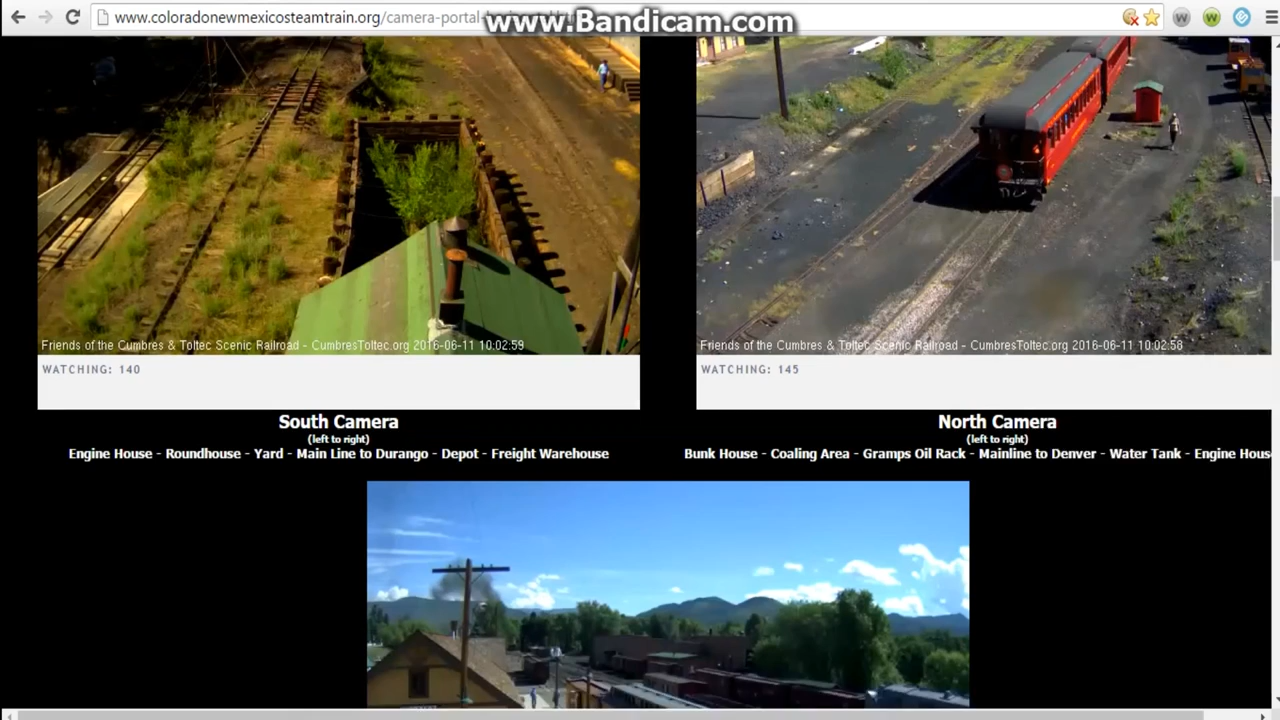 www.coloradonewmexicosteamtrain.org/camera-portal-
www.Bandicam.com
Friends of the Cumbres & Toltec Scenic Railroad - CumbresToltec.org 2016-06-11 10:02:59
Friends of the Cumbres & Toltec Scenic Railroad - CumbresToltec.org 2016-06-11 10:02:58
WATCHING: 140
WATCHING: 145
South Camera
(left to right)
Engine House - Roundhouse - Yard - Main Line to Durango - Depot - Freight Warehouse
North Camera
(left to right)
Bunk House - Coaling Area - Gramps Oil Rack - Mainline to Denver - Water Tank - Engine Hous